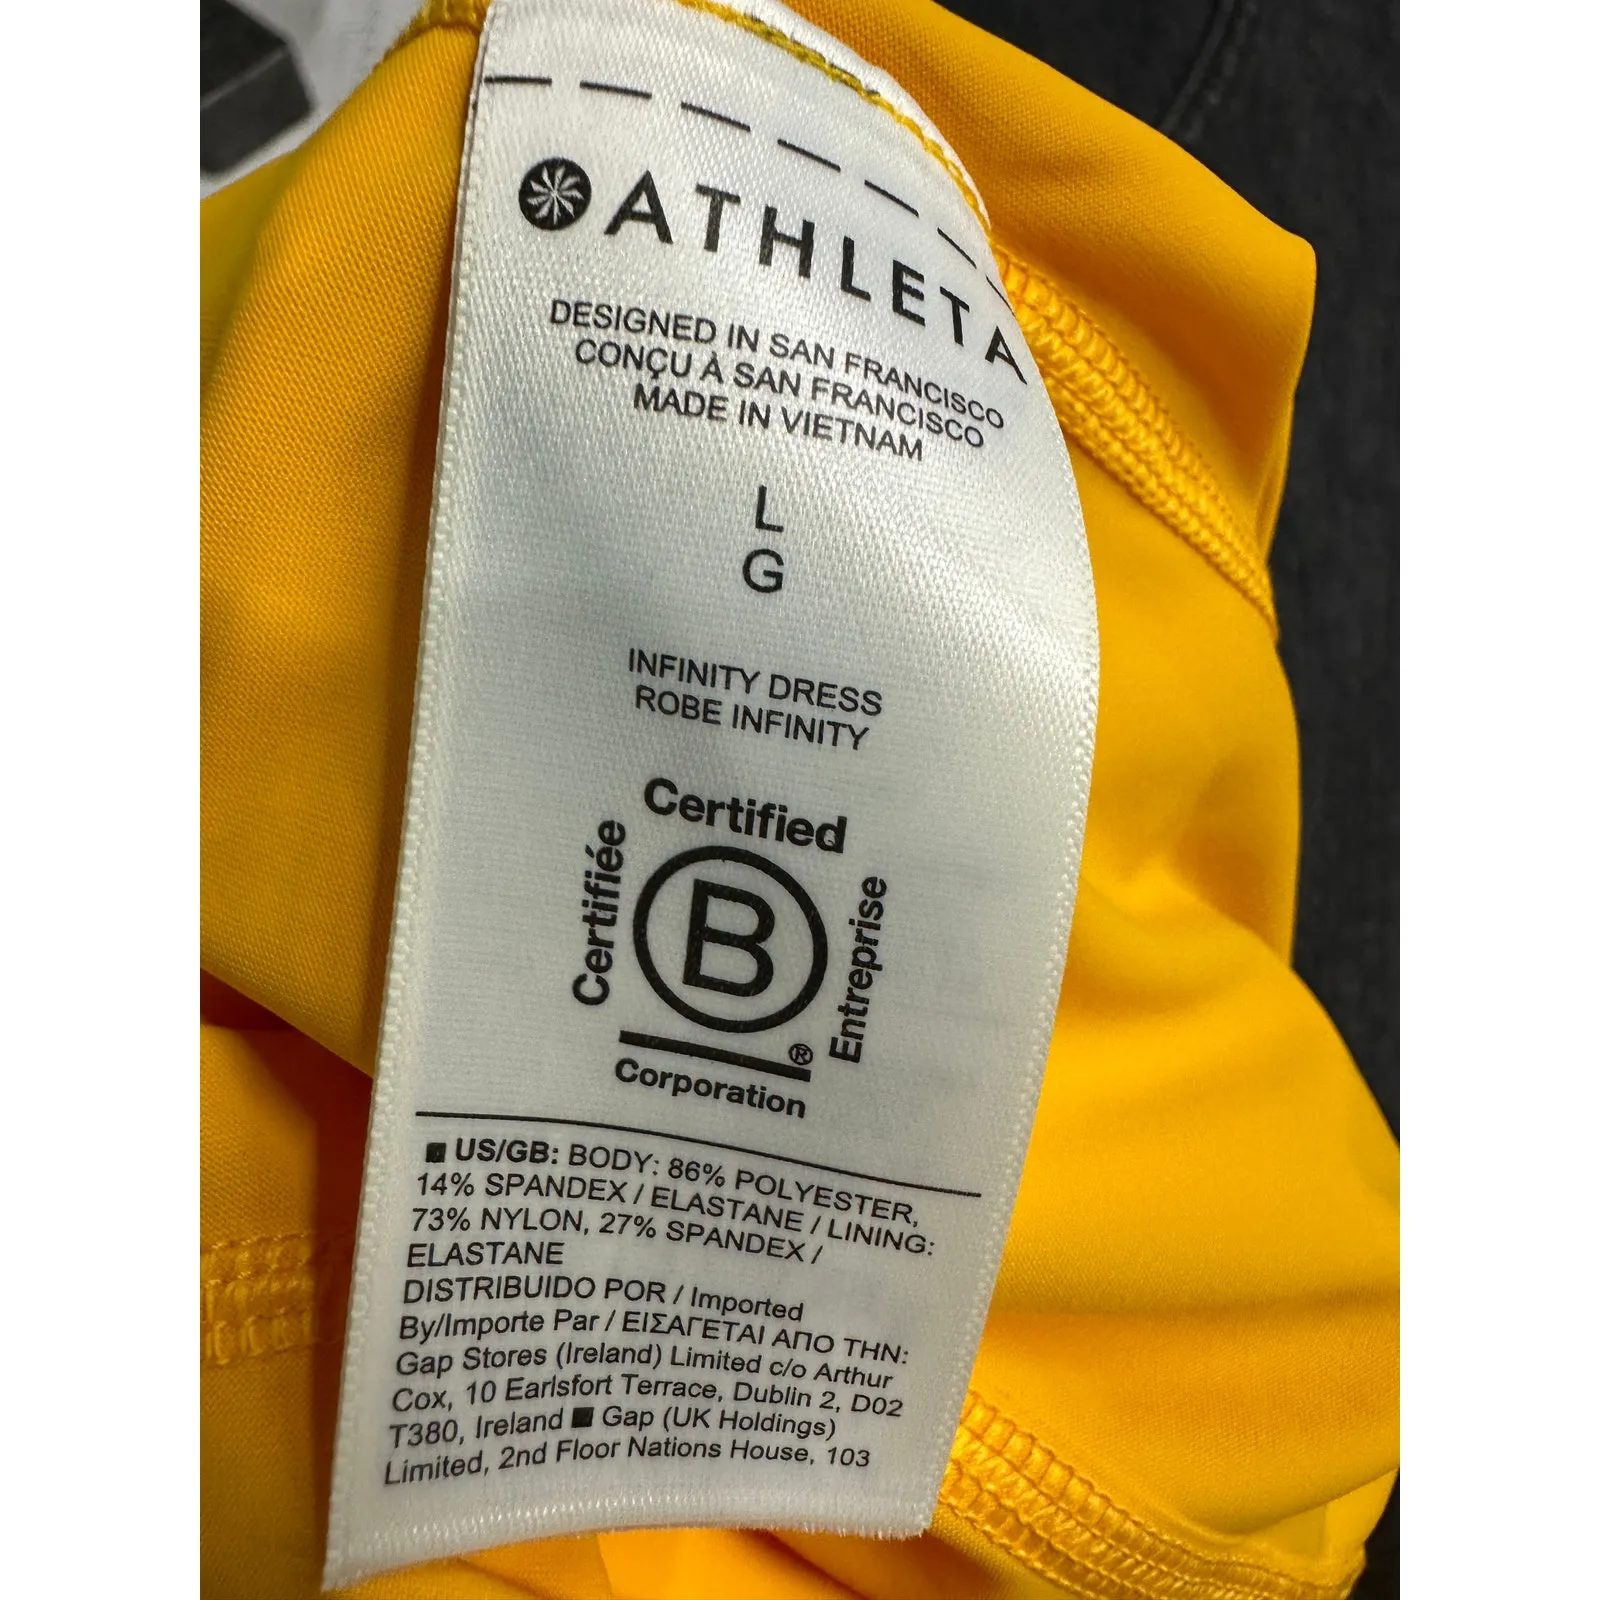 ATHLETA
DESIGNED IN SAN FRANCISCO
CONÇU À SAN FRANCISCO
MADE IN VIETNAM
L
G
INFINITY DRESS
ROBE INFINITY
Certified
Certifiée
B
Entreprise
®
Corporation
■ US/GB: BODY: 86% POLYESTER,
14% SPANDEX / ELASTANE / LINING:
73% NYLON, 27% SPANDEX /
ELASTANE
DISTRIBUIDO POR / Imported
By/Importe Par / ΕΙΣΑΓΕΤΑΙ ΑΠΟ ΤΗΝ:
Gap Stores (Ireland) Limited c/o Arthur
Cox, 10 Earlsfort Terrace, Dublin 2, D02
T380, Ireland ■ Gap (UK Holdings)
Limited, 2nd Floor Nations House, 103